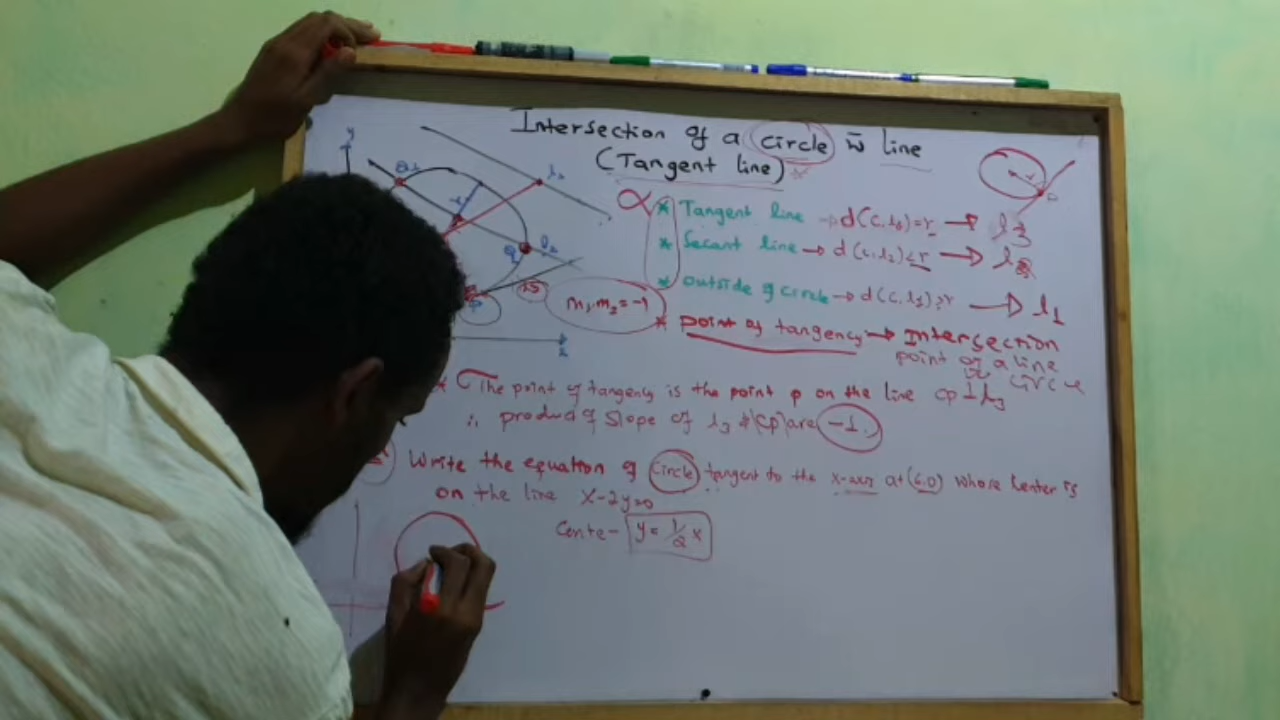 Intersection of a circle w̄ line
(Tangent line)
* Tangent line → d(c, l3) = r → l3
* Secant line → d(c, l2) < r → l2
* outside of circle → d(c, l1) > r → l1
* point of tangency → Intersection
point of a line
circle
y
l2
r
Q
P
x
m1.m2 = -1
* The point of tangency is the point p on the line cp ⊥ l3
∴ product of slope of l3 & (cp) are -1.
Write the equation of circle tangent to the x-axis at (6,0) whose center is
on the line x-2y=0
Cente- y = 1/2 x